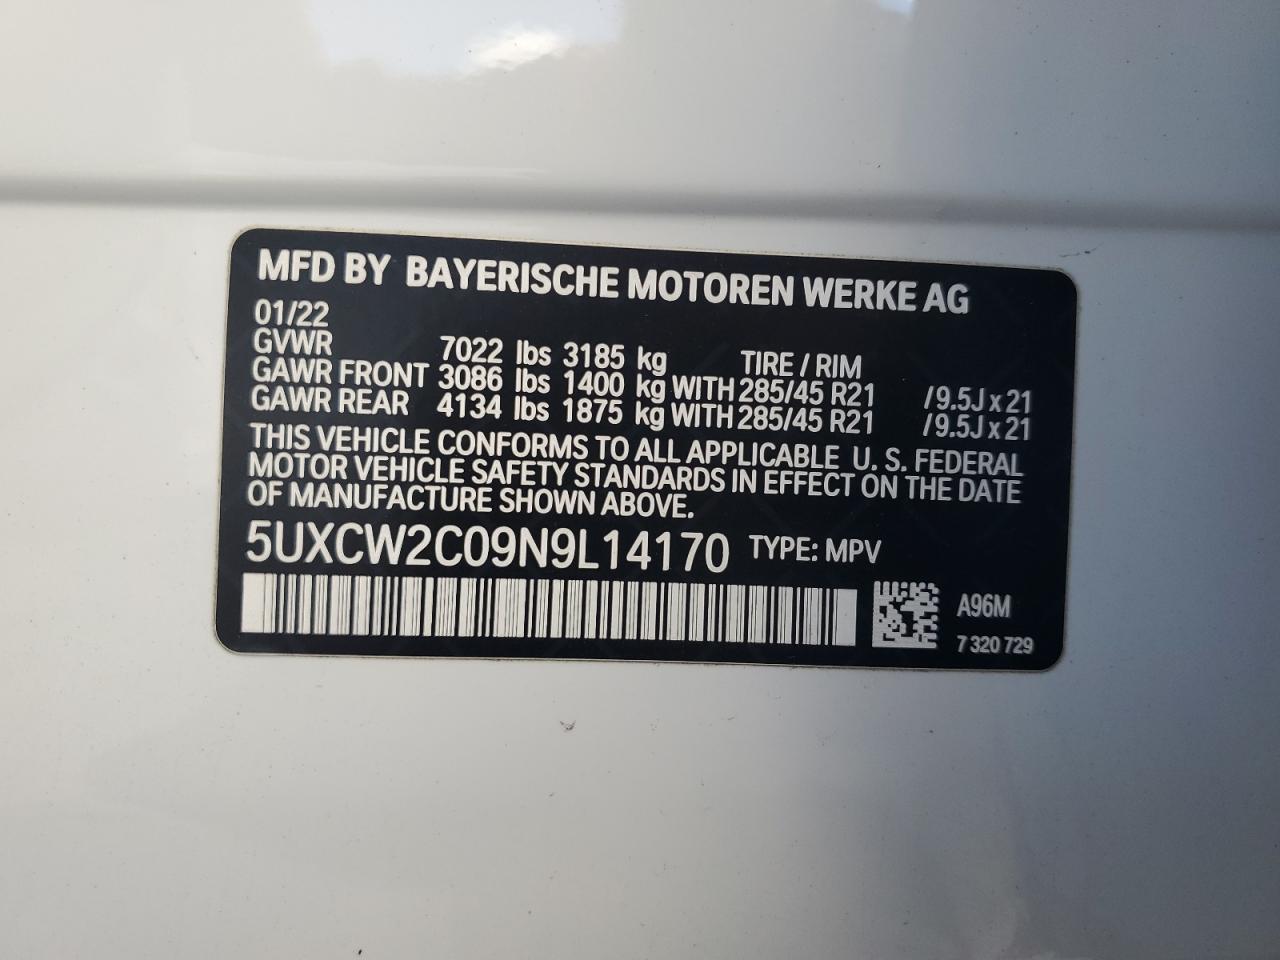 MFD BY BAYERISCHE MOTOREN WERKE AG
01/22
GVWR 7022 lbs 3185 kg TIRE / RIM
GAWR FRONT 3086 lbs 1400 kg WITH 285/45 R21 /9.5J x 21
GAWR REAR 4134 lbs 1875 kg WITH 285/45 R21 /9.5J x 21
THIS VEHICLE CONFORMS TO ALL APPLICABLE U. S. FEDERAL
MOTOR VEHICLE SAFETY STANDARDS IN EFFECT ON THE DATE
OF MANUFACTURE SHOWN ABOVE.
5UXCW2C09N9L14170 TYPE: MPV
A96M
7 320 729